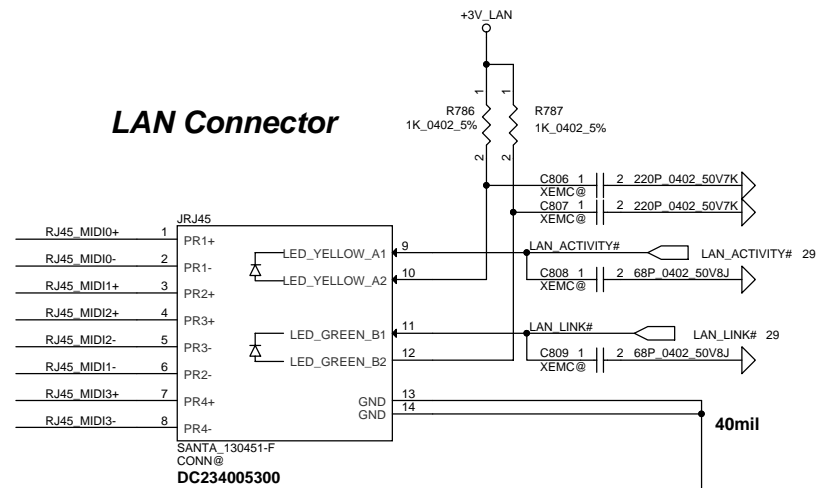 +3V_LAN
LAN Connector
R786
1K_0402_5%
1
2
R787
1K_0402_5%
1
2
C806 1 2 220P_0402_50V7K
XEMC@
C807 1 2 220P_0402_50V7K
XEMC@
JRJ45
RJ45_MIDI0+ 1 PR1+
RJ45_MIDI0- 2 PR1-
RJ45_MIDI1+ 3 PR2+
RJ45_MIDI2+ 4 PR3+
RJ45_MIDI2- 5 PR3-
RJ45_MIDI1- 6 PR2-
RJ45_MIDI3+ 7 PR4+
RJ45_MIDI3- 8 PR4-
LED_YELLOW_A1 9 LAN_ACTIVITY# LAN_ACTIVITY# 29
LED_YELLOW_A2 10
C808 1 2 68P_0402_50V8J
XEMC@
LED_GREEN_B1 11 LAN_LINK# LAN_LINK# 29
LED_GREEN_B2 12
C809 1 2 68P_0402_50V8J
XEMC@
GND 13
GND 14
40mil
SANTA_130451-F
CONN@
DC234005300